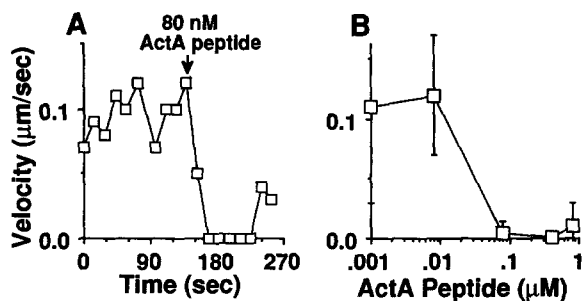 A
80 nM
ActA peptide
B
Velocity (μm/sec)
0.1
0.0
0 90 180 270
Time (sec)
0.1
0.0
.001 .01 .1 1
ActA Peptide (μM)